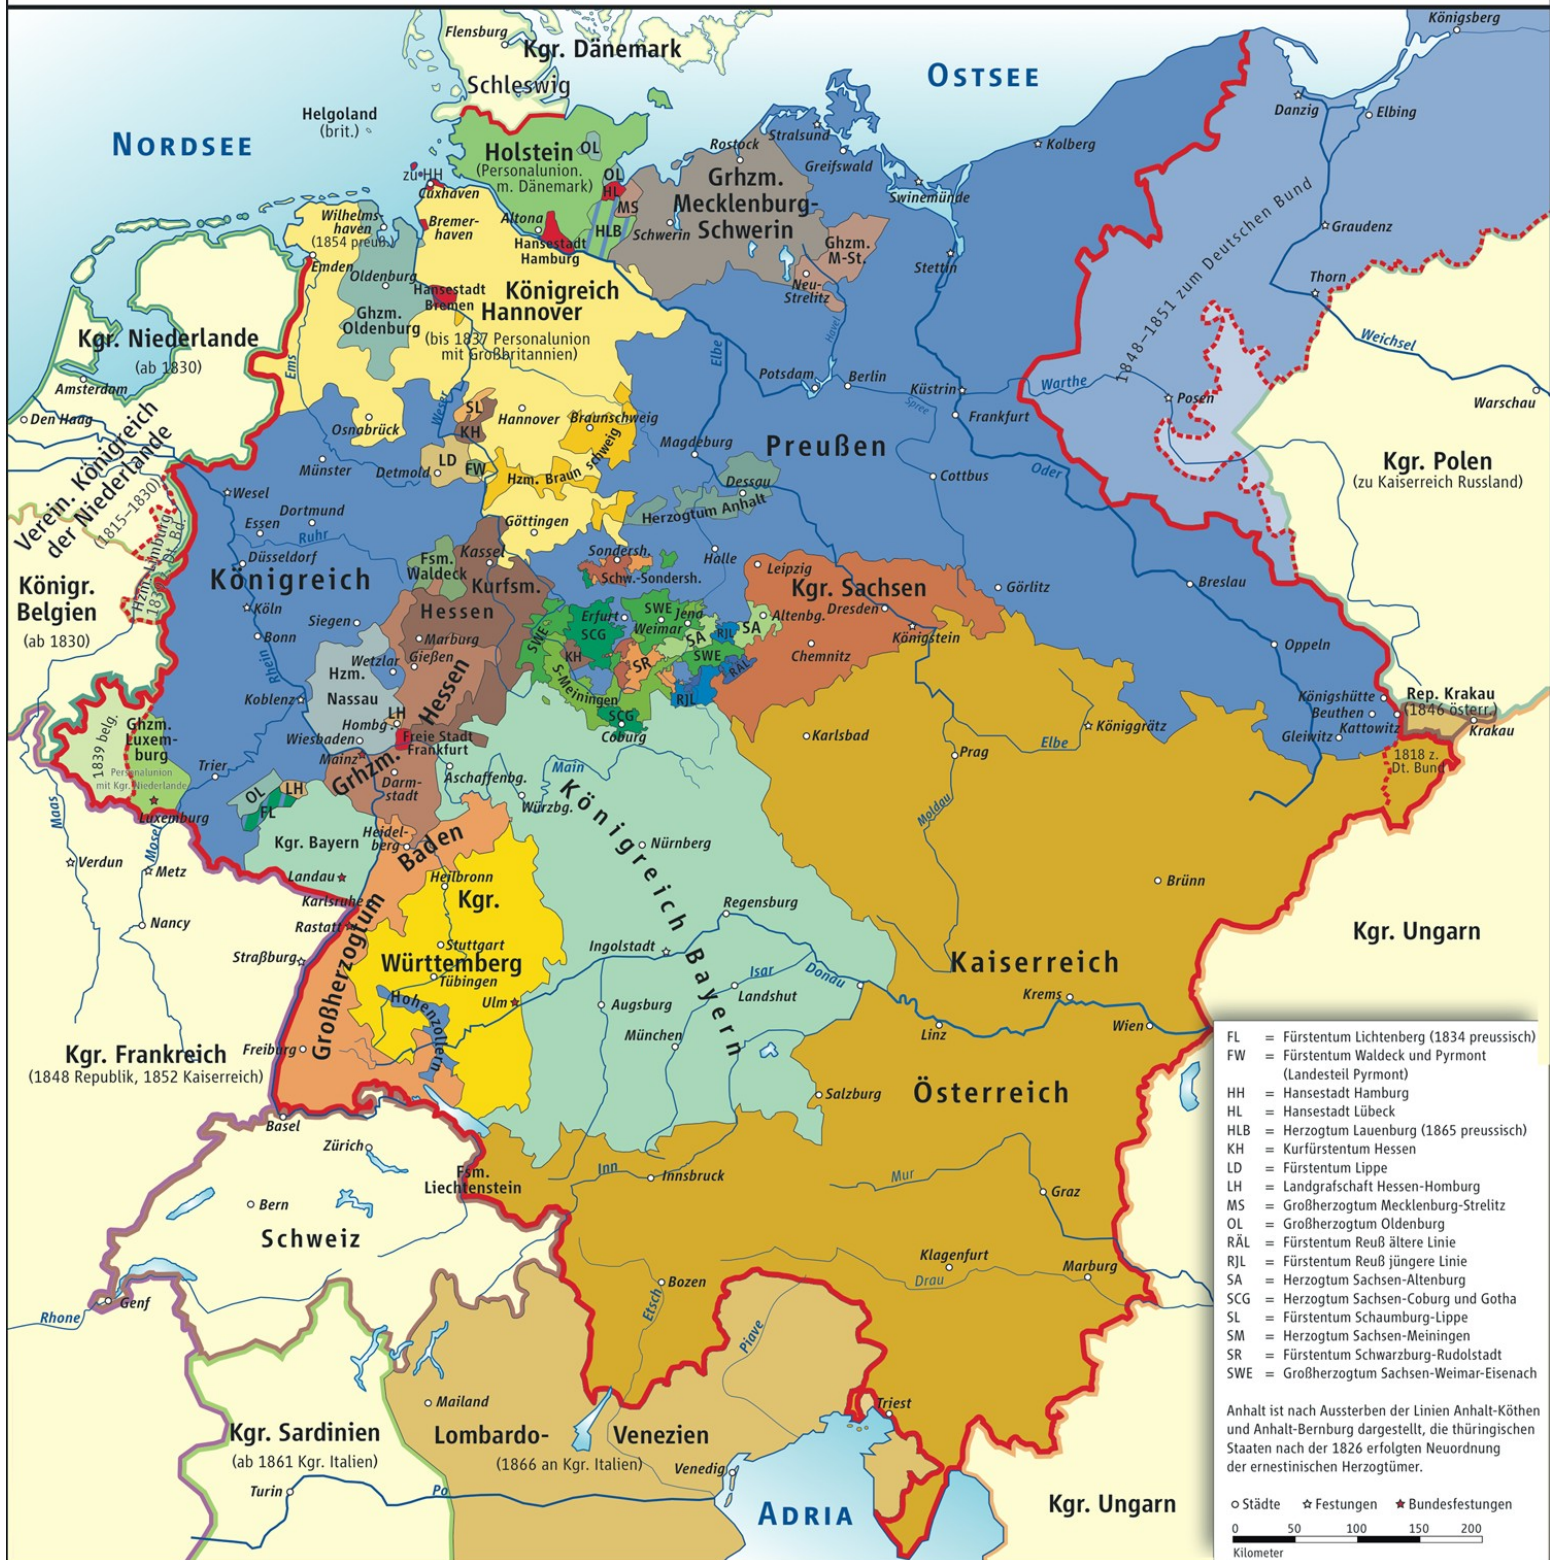 Flensburg
Kgr. Dänemark
Schleswig
OSTSEE
Königsberg
Helgoland
(brit.)
NORDSEE
Danzig
Elbing
Holstein
(Personalunion.
m. Dänemark)
OL
OL
HL
MS
HLB
zu HH
Cuxhaven
Rostock
Stralsund
Greifswald
Kolberg
Swinemünde
Grhzm.
Mecklenburg-
Schwerin
Schwerin
Wilhelms-
haven
(1854 preuß.)
Bremer-
haven
Altona
Hansestadt
Hamburg
Ghzm.
M-St.
Neu-
Strelitz
Stettin
Graudenz
Thorn
1848–1851 zum Deutschen Bund
Emden
Oldenburg
Ghzm.
Oldenburg
Hansestadt
Bremen
Königreich
Hannover
(bis 1837 Personalunion
mit Großbritannien)
Kgr. Niederlande
(ab 1830)
Amsterdam
Den Haag
Ems
Elbe
Havel
Weichsel
Potsdam
Berlin
Küstrin
Warthe
Posen
Warschau
Spree
Frankfurt
Verein. Königreich
der Niederlande
(1815–1830)
Osnabrück
Weser
SL
KH
Hannover
Braunschweig
Magdeburg
Preußen
Münster
Detmold
LD
FW
Hzm. Braunschweig
Oder
Cottbus
Kgr. Polen
(zu Kaiserreich Russland)
Wesel
Dortmund
Essen
Ruhr
Göttingen
Dessau
Herzogtum Anhalt
Hzm. Limburg
1839 Dt. Bd.
Düsseldorf
Königreich
Fsm.
Waldeck
Kassel
Kurfsm.
Hessen
Sondersh.
Schw.-Sondersh.
Halle
Leipzig
Kgr. Sachsen
Görlitz
Breslau
Königr.
Belgien
(ab 1830)
Köln
Siegen
Bonn
Marburg
Erfurt
SCG
SWE
Jena
Weimar
RJL
SA
SA
Altenbg.
Dresden
Königstein
Chemnitz
Oppeln
Rhein
Hzm.
Nassau
Wetzlar
Gießen
SWE
KH
SR
SWE
RÄL
RJL
S-Meiningen
SCG
Coburg
Koblenz
LH
Hombg.
Wiesbaden
Freie Stadt
Frankfurt
Mainz
Grhzm.
Hessen
Darm-
stadt
Karlsbad
Prag
Elbe
Königgrätz
Königshütte
Beuthen
Gleiwitz
Kattowitz
Rep. Krakau
(1846 österr.)
Krakau
1818 z.
Dt. Bund
1839 belg.
Ghzm.
Luxem-
burg
Personalunion
mit Kgr. Niederlande
Luxemburg
Trier
OL
LH
FL
Aschaffenbg.
Main
Würzbg.
Königreich Bayern
Moldau
Maas
Mosel
Kgr. Bayern
Heidel-
berg
Baden
Nürnberg
Verdun
Metz
Landau
Heilbronn
Kgr.
Württemberg
Brünn
Karlsruhe
Rastatt
Nancy
Straßburg
Großherzogtum
Stuttgart
Tübingen
Regensburg
Ingolstadt
Isar
Donau
Kaiserreich
Kgr. Ungarn
Hohenzollern
Ulm
Augsburg
Landshut
München
Krems
Linz
Wien
Kgr. Frankreich
(1848 Republik, 1852 Kaiserreich)
Freiburg
Salzburg
Österreich
Basel
Zürich
Fsm.
Liechtenstein
Inn
Innsbruck
Mur
Graz
Bern
Schweiz
Klagenfurt
Drau
Marburg
Bozen
Etsch
Piave
Rhone
Genf
Mailand
Triest
Kgr. Sardinien
(ab 1861 Kgr. Italien)
Lombardo-
Venezien
(1866 an Kgr. Italien)
Venedig
Turin
Po
ADRIA
Kgr. Ungarn
FL = Fürstentum Lichtenberg (1834 preussisch)
FW = Fürstentum Waldeck und Pyrmont
(Landesteil Pyrmont)
HH = Hansestadt Hamburg
HL = Hansestadt Lübeck
HLB = Herzogtum Lauenburg (1865 preussisch)
KH = Kurfürstentum Hessen
LD = Fürstentum Lippe
LH = Landgrafschaft Hessen-Homburg
MS = Großherzogtum Mecklenburg-Strelitz
OL = Großherzogtum Oldenburg
RÄL = Fürstentum Reuß ältere Linie
RJL = Fürstentum Reuß jüngere Linie
SA = Herzogtum Sachsen-Altenburg
SCG = Herzogtum Sachsen-Coburg und Gotha
SL = Fürstentum Schaumburg-Lippe
SM = Herzogtum Sachsen-Meiningen
SR = Fürstentum Schwarzburg-Rudolstadt
SWE = Großherzogtum Sachsen-Weimar-Eisenach
Anhalt ist nach Aussterben der Linien Anhalt-Köthen
und Anhalt-Bernburg dargestellt, die thüringischen
Staaten nach der 1826 erfolgten Neuordnung
der ernestinischen Herzogtümer.
Städte Festungen Bundesfestungen
0 50 100 150 200
Kilometer